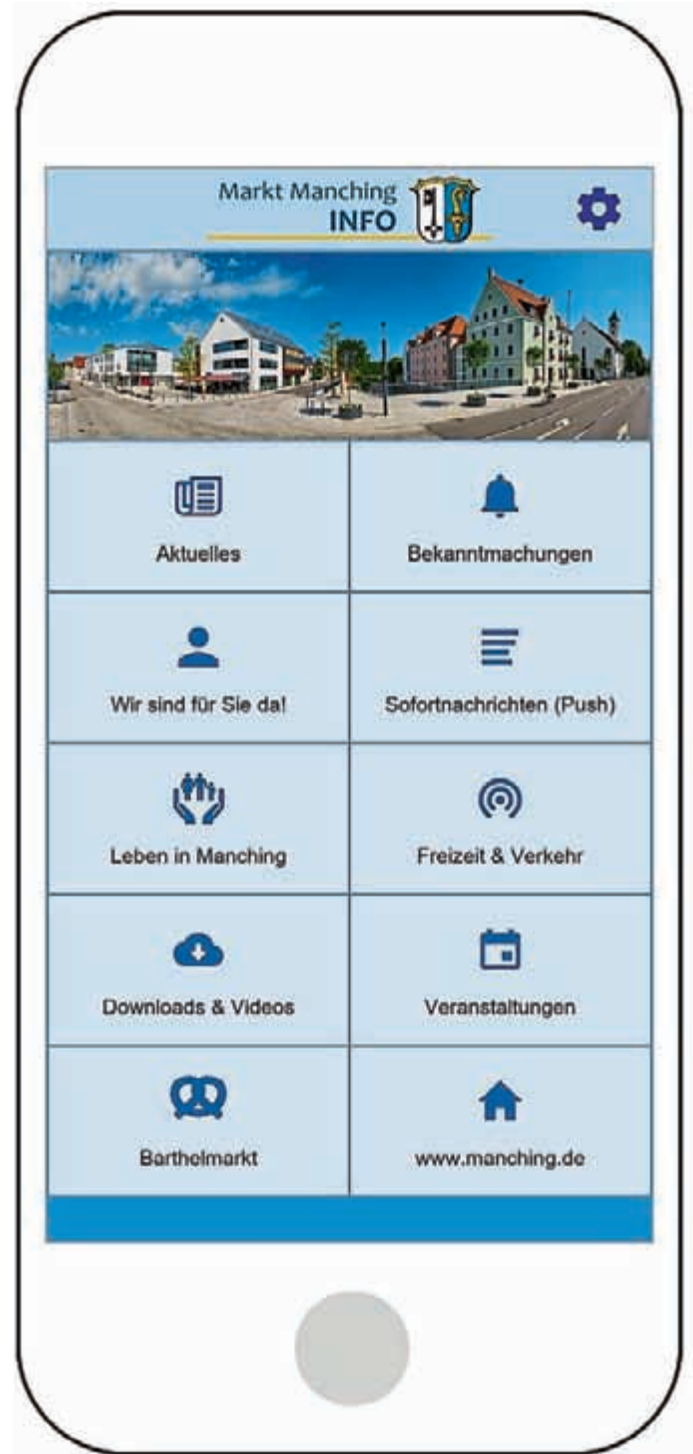 Markt Manching
INFO
Aktuelles
Bekanntmachungen
Wir sind für Sie da!
Sofortnachrichten (Push)
Leben in Manching
Freizeit & Verkehr
Downloads & Videos
Veranstaltungen
Barthelmarkt
www.manching.de